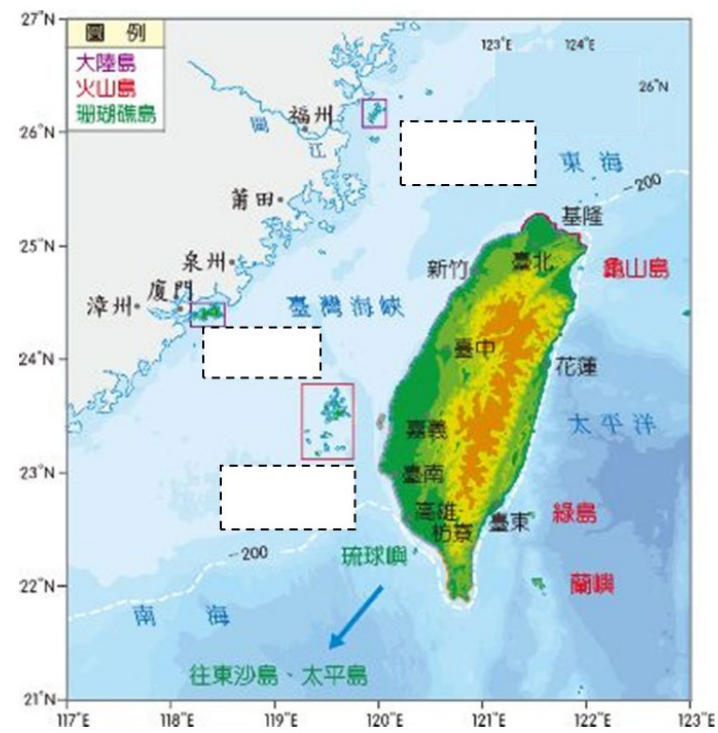 27°N
圖 例
大陸島
火山島
珊瑚礁島
123°E
124°E
26°N
福州
閩
江
26°N
東 海
-200
莆田
基隆
25°N
泉州
新竹
臺北
龜山島
廈門
漳州
臺 灣 海 峽
臺中
24°N
花蓮
太 平 洋
嘉義
23°N
臺南
高雄
綠島
臺東
枋寮
-200
琉球嶼
22°N
蘭嶼
南 海
往東沙島、太平島
21°N
117°E
118°E
119°E
120°E
121°E
122°E
123°E